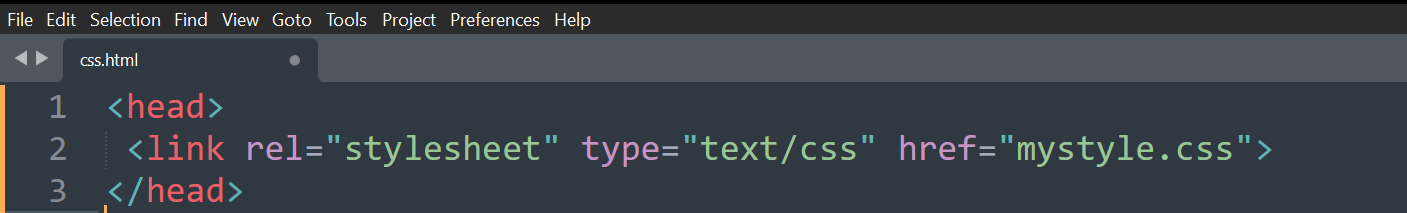 File Edit Selection Find View Goto Tools Project Preferences Help
css.html
1 <head>
2 <link rel="stylesheet" type="text/css" href="mystyle.css">
3 </head>